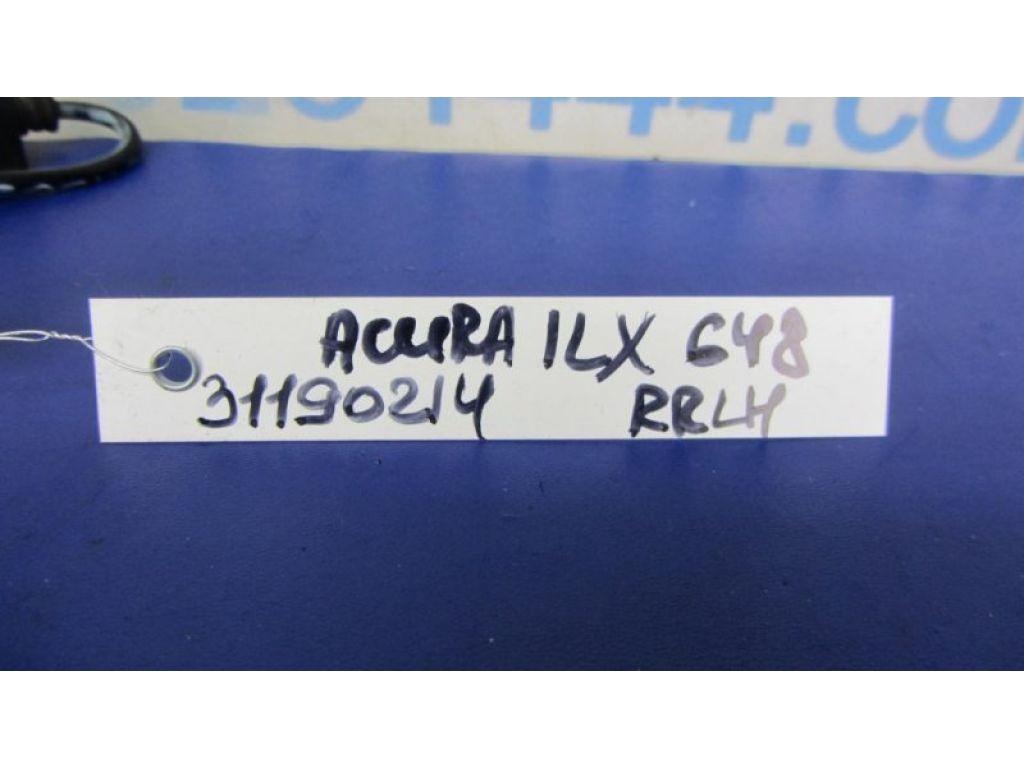 ACURA ILX 648
31190214 RRLH